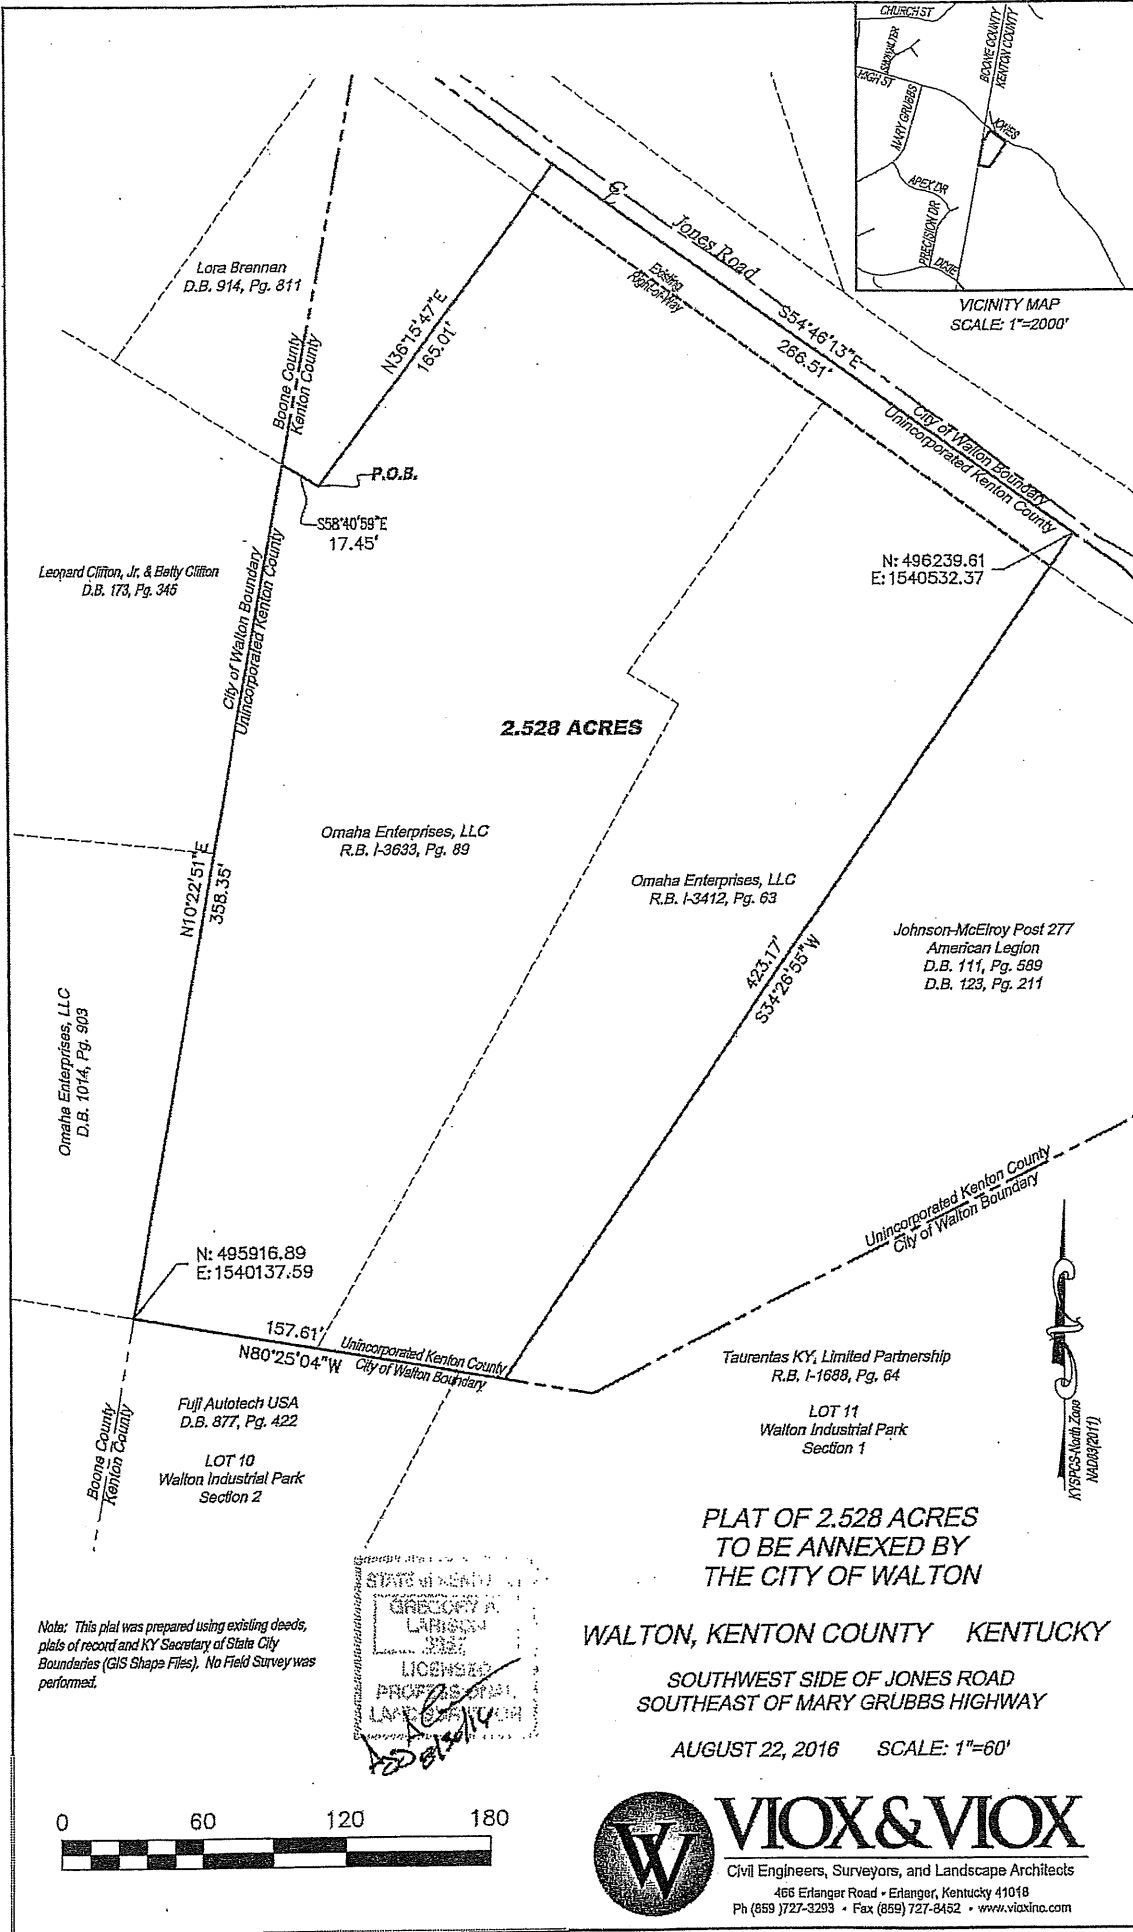 CHURCH ST
BOONE COUNTY
KENTON COUNTY
HIGH ST
MARY GRUBBS
JONES
APEX DR
PRECISION DR
DIXIE
VICINITY MAP
SCALE: 1"=2000'
℄
Jones Road
Existing
Right-of-Way
S54°46'13"E
266.51'
City of Walton Boundary
Unincorporated Kenton County
Lora Brennan
D.B. 914, Pg. 811
N36°15'47"E
165.01'
Boone County
Kenton County
P.O.B.
S58°40'59"E
17.45'
N: 496239.61
E: 1540532.37
Leopard Clifton, Jr. & Betty Clifton
D.B. 173, Pg. 346
City of Walton Boundary
Unincorporated Kenton County
2.528 ACRES
Omaha Enterprises, LLC
R.B. I-3633, Pg. 89
Omaha Enterprises, LLC
R.B. I-3412, Pg. 63
N10°22'51"E
358.35'
423.17'
S34°26'55"W
Johnson-McElroy Post 277
American Legion
D.B. 111, Pg. 589
D.B. 123, Pg. 211
Omaha Enterprises, LLC
D.B. 1014, Pg. 903
Unincorporated Kenton County
City of Walton Boundary
N: 495916.89
E: 1540137.59
157.61'
N80°25'04"W
Unincorporated Kenton County
City of Walton Boundary
Boone County
Kenton County
Fuji Autotech USA
D.B. 877, Pg. 422
LOT 10
Walton Industrial Park
Section 2
Taurentas KY, Limited Partnership
R.B. I-1688, Pg. 64
LOT 11
Walton Industrial Park
Section 1
KYSPCS-North Zone
NAD83(2011)
PLAT OF 2.528 ACRES
TO BE ANNEXED BY
THE CITY OF WALTON
WALTON, KENTON COUNTY KENTUCKY
SOUTHWEST SIDE OF JONES ROAD
SOUTHEAST OF MARY GRUBBS HIGHWAY
AUGUST 22, 2016 SCALE: 1"=60'
Note: This plat was prepared using existing deeds,
plats of record and KY Secretary of State City
Boundaries (GIS Shape Files). No Field Survey was
performed.
STATE of
GREGORY A.
LARISON
LICENSED
PROFESSIONAL
LAND SURVEYOR
0 60 120 180
VV
VIOX & VIOX
Civil Engineers, Surveyors, and Landscape Architects
466 Erlanger Road • Erlanger, Kentucky 41018
Ph (859 )727-3293 • Fax (859) 727-8452 • www.vioxinc.com